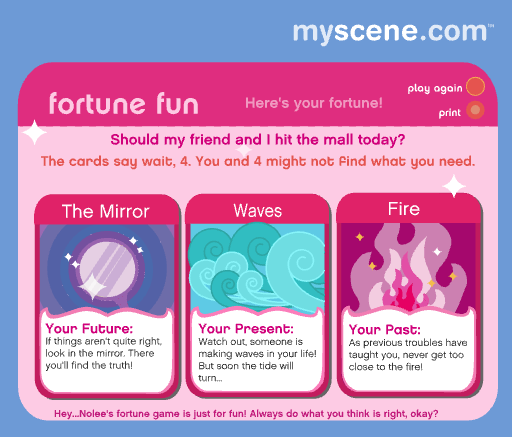 myscene.com™
play again
fortune fun
Here's your fortune!
print
Should my friend and I hit the mall today?
The cards say wait, 4. You and 4 might not find what you need.
The Mirror
Waves
Fire
Your Future:
If things aren't quite right,
look in the mirror. There
you'll find the truth!
Your Present:
Watch out, someone is
making waves in your life!
But soon the tide will
turn...
Your Past:
As previous troubles have
taught you, never get too
close to the fire!
Hey...Nolee's fortune game is just for fun! Always do what you think is right, okay?